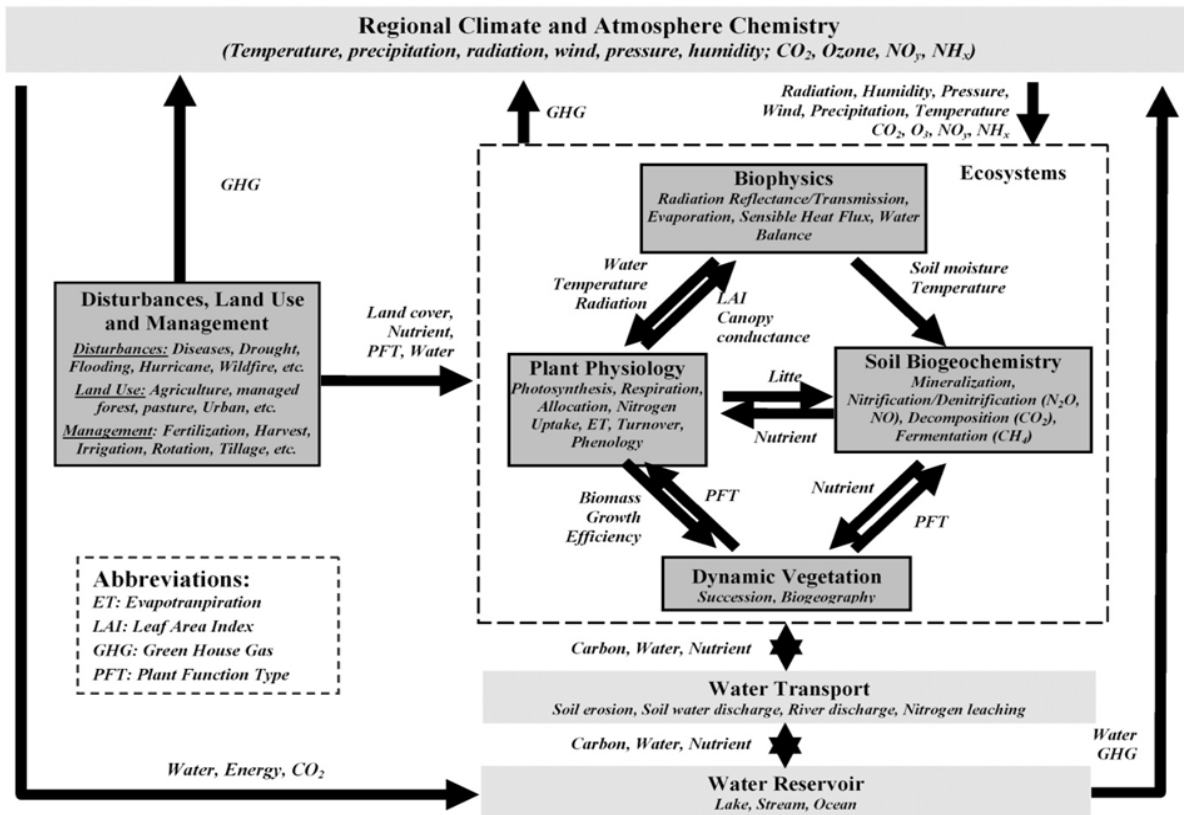 Regional Climate and Atmosphere Chemistry
(Temperature, precipitation, radiation, wind, pressure, humidity; CO₂, Ozone, NOy, NHx)
GHG
GHG
Radiation, Humidity, Pressure,
Wind, Precipitation, Temperature
CO₂, O₃, NOy, NHx
Ecosystems
Biophysics
Radiation Reflectance/Transmission,
Evaporation, Sensible Heat Flux, Water
Balance
Water
Temperature
Radiation
LAI
Canopy
conductance
Soil moisture
Temperature
Disturbances, Land Use
and Management
Disturbances: Diseases, Drought,
Flooding, Hurricane, Wildfire, etc.
Land Use: Agriculture, managed
forest, pasture, Urban, etc.
Management: Fertilization, Harvest,
Irrigation, Rotation, Tillage, etc.
Land cover,
Nutrient,
PFT, Water
Plant Physiology
Photosynthesis, Respiration,
Allocation, Nitrogen
Uptake, ET, Turnover,
Phenology
Litte
Nutrient
Soil Biogeochemistry
Mineralization,
Nitrification/Denitrification (N₂O,
NO), Decomposition (CO₂),
Fermentation (CH₄)
Biomass
Growth
Efficiency
PFT
Nutrient
PFT
Dynamic Vegetation
Succession, Biogeography
Abbreviations:
ET: Evapotranpiration
LAI: Leaf Area Index
GHG: Green House Gas
PFT: Plant Function Type
Carbon, Water, Nutrient
Water Transport
Soil erosion, Soil water discharge, River discharge, Nitrogen leaching
Carbon, Water, Nutrient
Water
GHG
Water, Energy, CO₂
Water Reservoir
Lake, Stream, Ocean